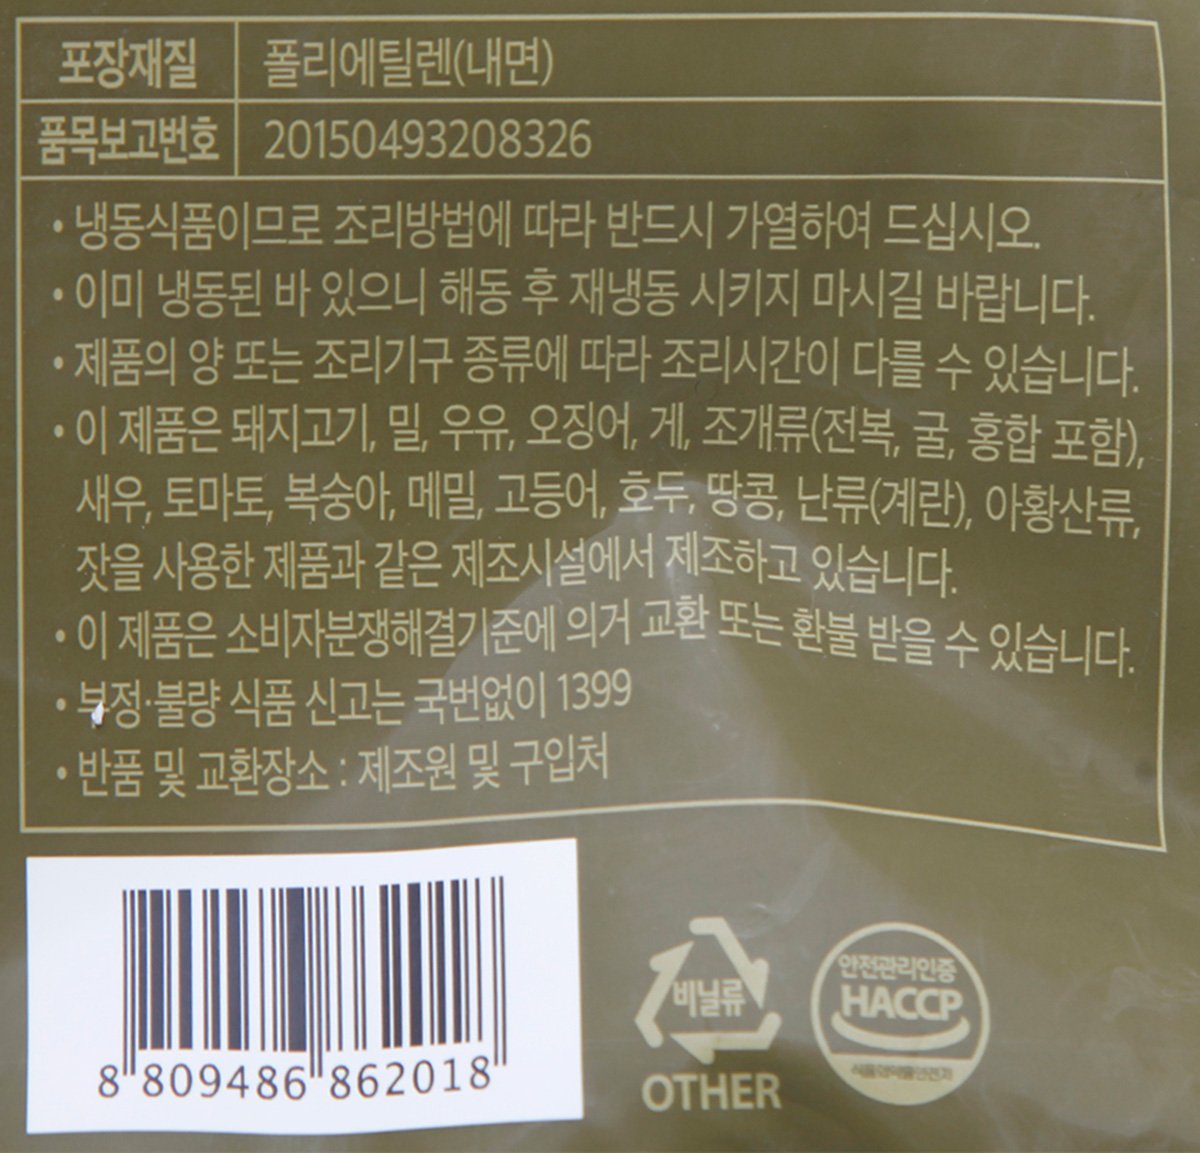 포장재질 폴리에틸렌(내면)
품목보고번호 20150493208326
• 냉동식품이므로 조리방법에 따라 반드시 가열하여 드십시오.
• 이미 냉동된 바 있으니 해동 후 재냉동 시키지 마시길 바랍니다.
• 제품의 양 또는 조리기구 종류에 따라 조리시간이 다를 수 있습니다.
• 이 제품은 돼지고기, 밀, 우유, 오징어, 게, 조개류(전복, 굴, 홍합 포함),
새우, 토마토, 복숭아, 메밀, 고등어, 호두, 땅콩, 난류(계란), 아황산류,
잣을 사용한 제품과 같은 제조시설에서 제조하고 있습니다.
• 이 제품은 소비자분쟁해결기준에 의거 교환 또는 환불 받을 수 있습니다.
• 부정·불량 식품 신고는 국번없이 1399
• 반품 및 교환장소 : 제조원 및 구입처
8 809486 862018
비닐류
OTHER
안전관리인증
HACCP
식품의약품안전처